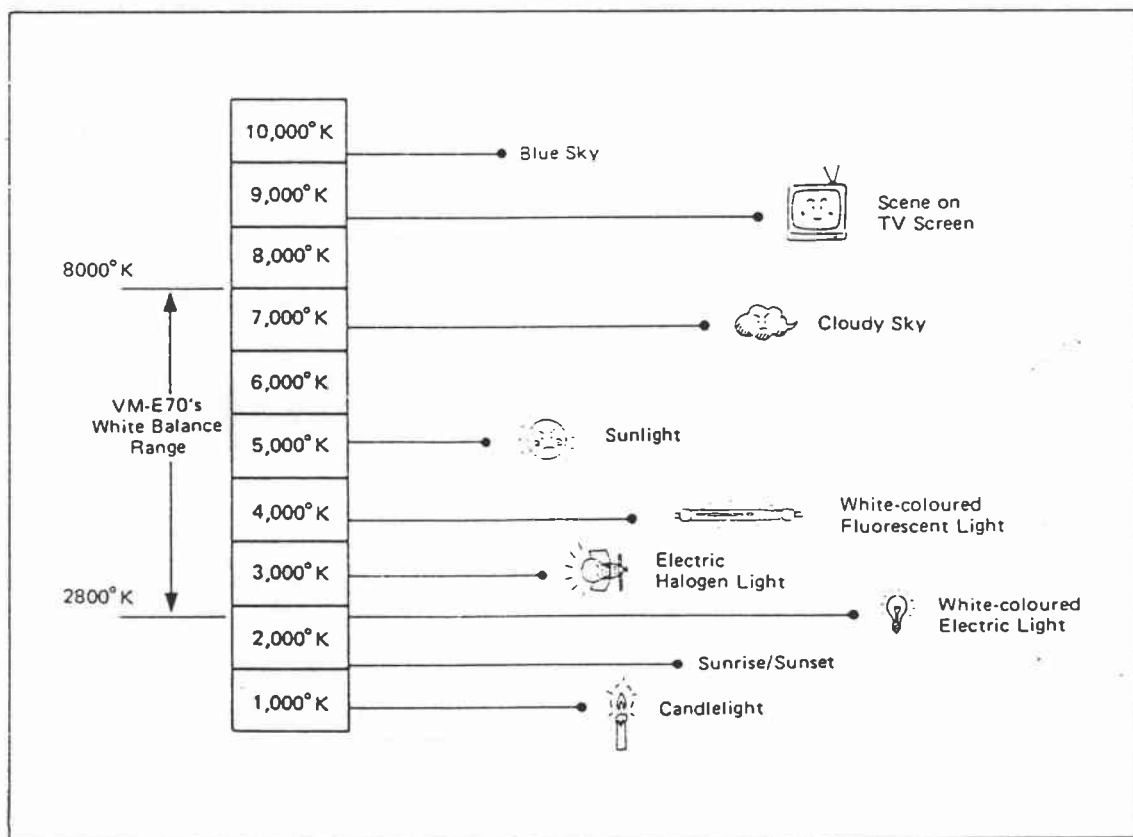 10,000° K
Blue Sky
9,000° K
Scene on
TV Screen
8,000° K
8000° K
7,000° K
Cloudy Sky
6,000° K
VM-E70's
White Balance
Range
5,000° K
Sunlight
4,000° K
White-coloured
Fluorescent Light
3,000° K
Electric
Halogen Light
2800° K
White-coloured
Electric Light
2,000° K
Sunrise/Sunset
1,000° K
Candlelight